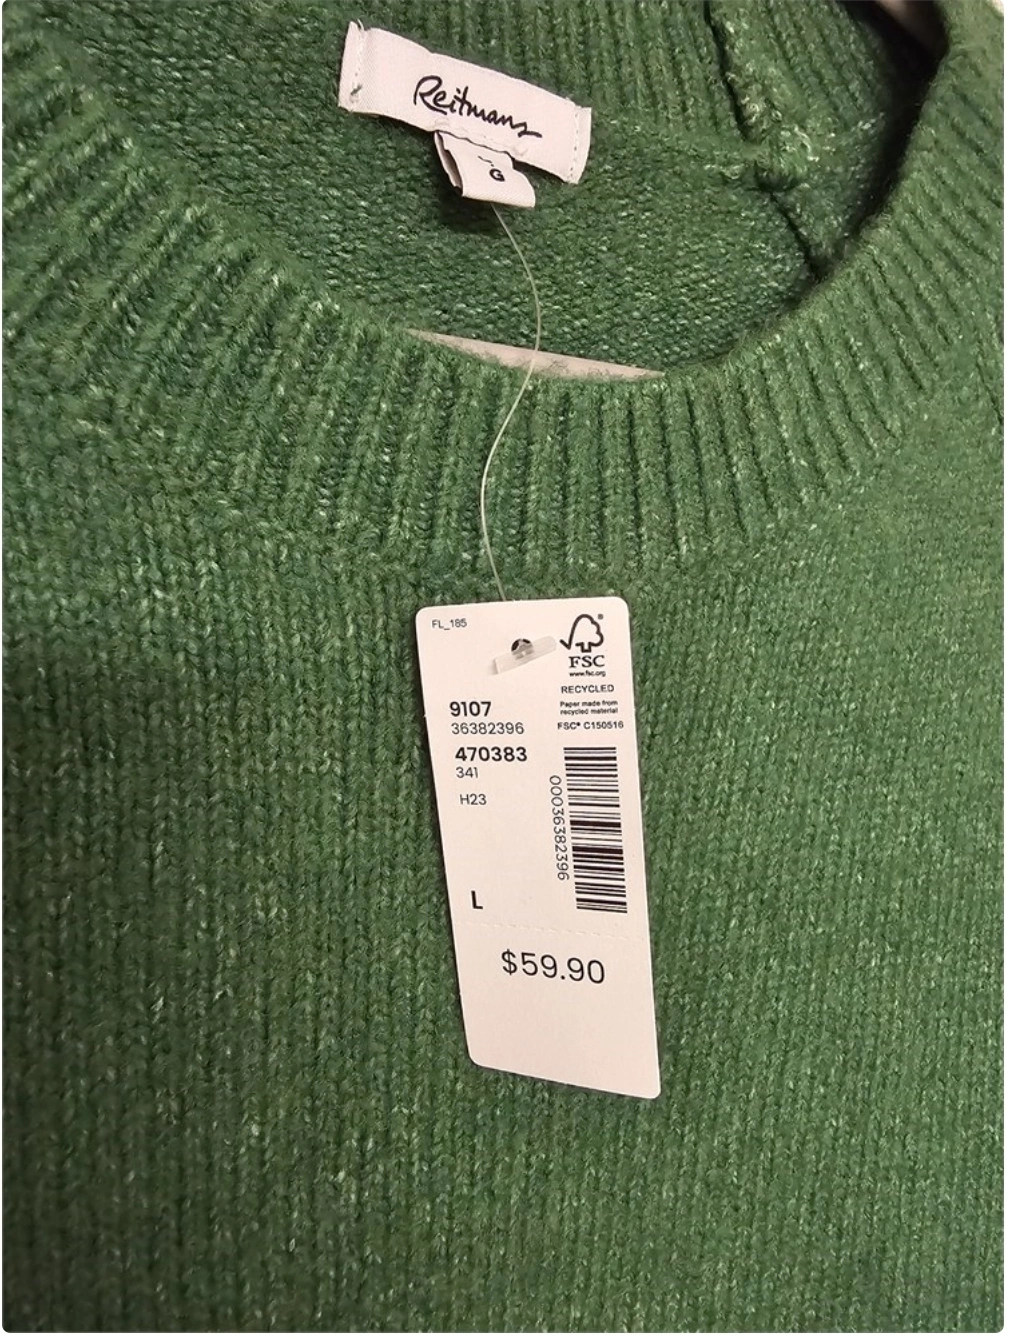 Reitmans
G
FL_185
FSC®
www.fsc.org
RECYCLED
Paper made from
recycled material
FSC® C150516
9107
36382396
470383
341
H23
00036382396
L
$59.90